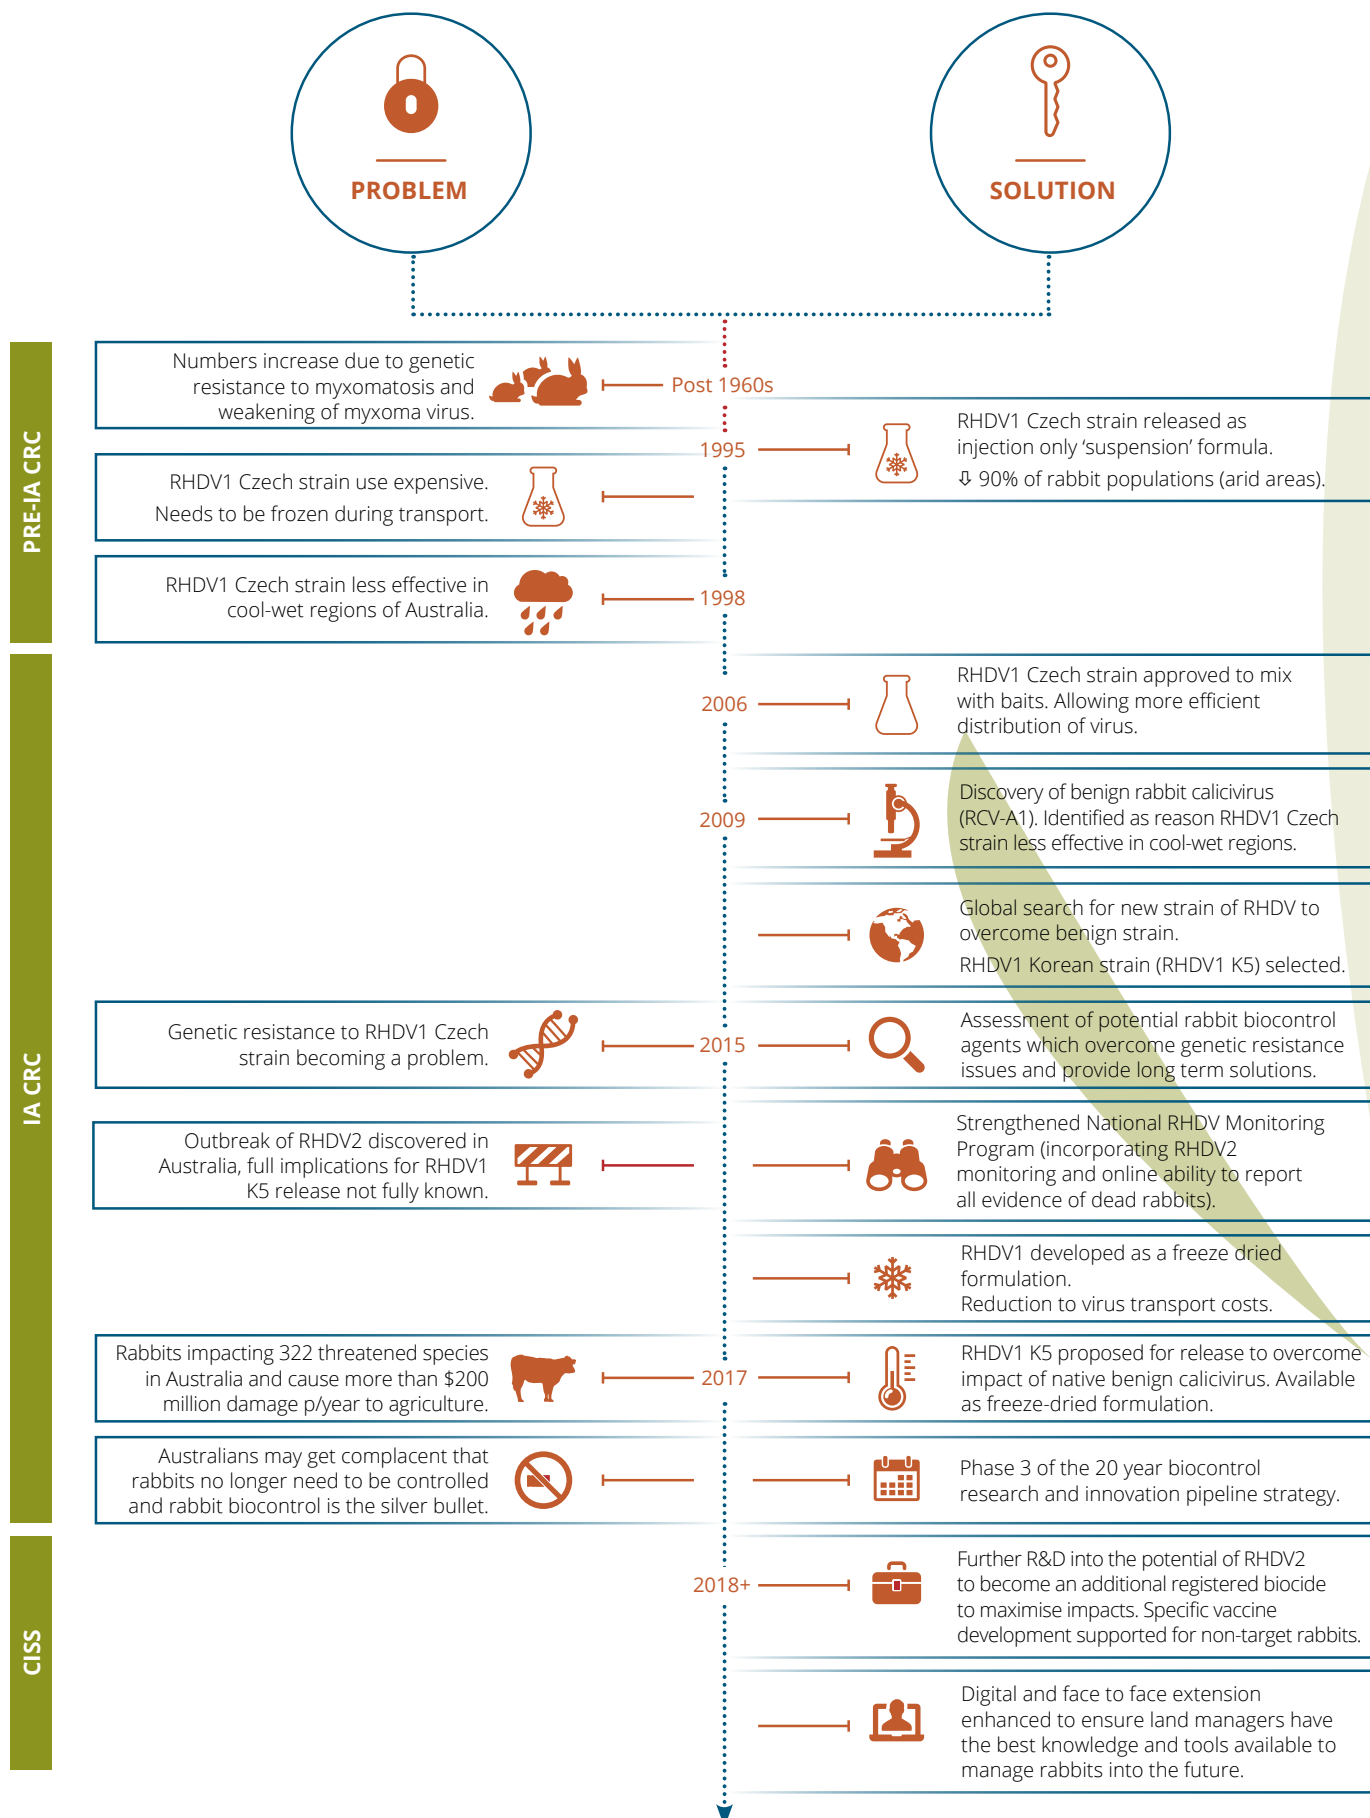 PROBLEM
SOLUTION
PRE-IA CRC
Numbers increase due to genetic
resistance to myxomatosis and
weakening of myxoma virus.
Post 1960s
1995
RHDV1 Czech strain released as
injection only ‘suspension’ formula.
⇩ 90% of rabbit populations (arid areas).
RHDV1 Czech strain use expensive.
Needs to be frozen during transport.
RHDV1 Czech strain less effective in
cool-wet regions of Australia.
1998
IA CRC
2006
RHDV1 Czech strain approved to mix
with baits. Allowing more efficient
distribution of virus.
2009
Discovery of benign rabbit calicivirus
(RCV-A1). Identified as reason RHDV1 Czech
strain less effective in cool-wet regions.
Global search for new strain of RHDV to
overcome benign strain.
RHDV1 Korean strain (RHDV1 K5) selected.
Genetic resistance to RHDV1 Czech
strain becoming a problem.
2015
Assessment of potential rabbit biocontrol
agents which overcome genetic resistance
issues and provide long term solutions.
Outbreak of RHDV2 discovered in
Australia, full implications for RHDV1
K5 release not fully known.
Strengthened National RHDV Monitoring
Program (incorporating RHDV2
monitoring and online ability to report
all evidence of dead rabbits).
RHDV1 developed as a freeze dried
formulation.
Reduction to virus transport costs.
Rabbits impacting 322 threatened species
in Australia and cause more than $200
million damage p/year to agriculture.
2017
RHDV1 K5 proposed for release to overcome
impact of native benign calicivirus. Available
as freeze-dried formulation.
Australians may get complacent that
rabbits no longer need to be controlled
and rabbit biocontrol is the silver bullet.
Phase 3 of the 20 year biocontrol
research and innovation pipeline strategy.
CISS
2018+
Further R&D into the potential of RHDV2
to become an additional registered biocide
to maximise impacts. Specific vaccine
development supported for non-target rabbits.
Digital and face to face extension
enhanced to ensure land managers have
the best knowledge and tools available to
manage rabbits into the future.